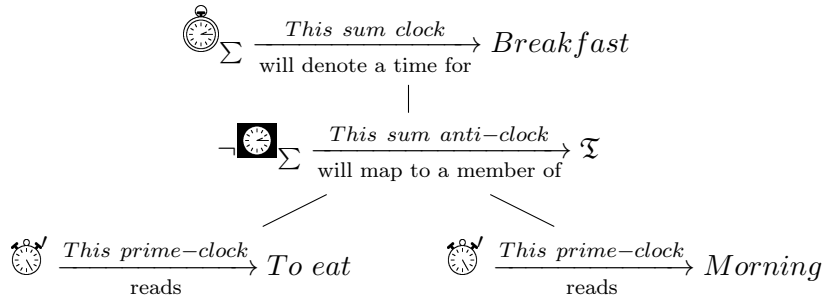 ∑ This sum clock Breakfast
will denote a time for
¬ ∑ This sum anti−clock 𝔗
will map to a member of
This prime−clock To eat This prime−clock Morning
reads reads